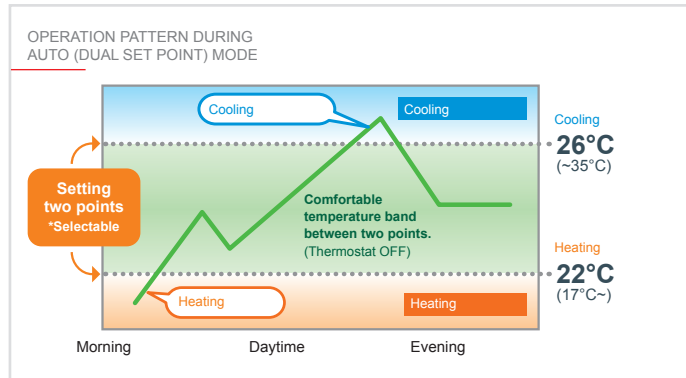 OPERATION PATTERN DURING
AUTO (DUAL SET POINT) MODE
Cooling
Cooling
Cooling
26°C
(~35°C)
Setting
two points
*Selectable
Comfortable
temperature band
between two points.
(Thermostat OFF)
Heating
22°C
(17°C~)
Heating
Heating
Morning
Daytime
Evening